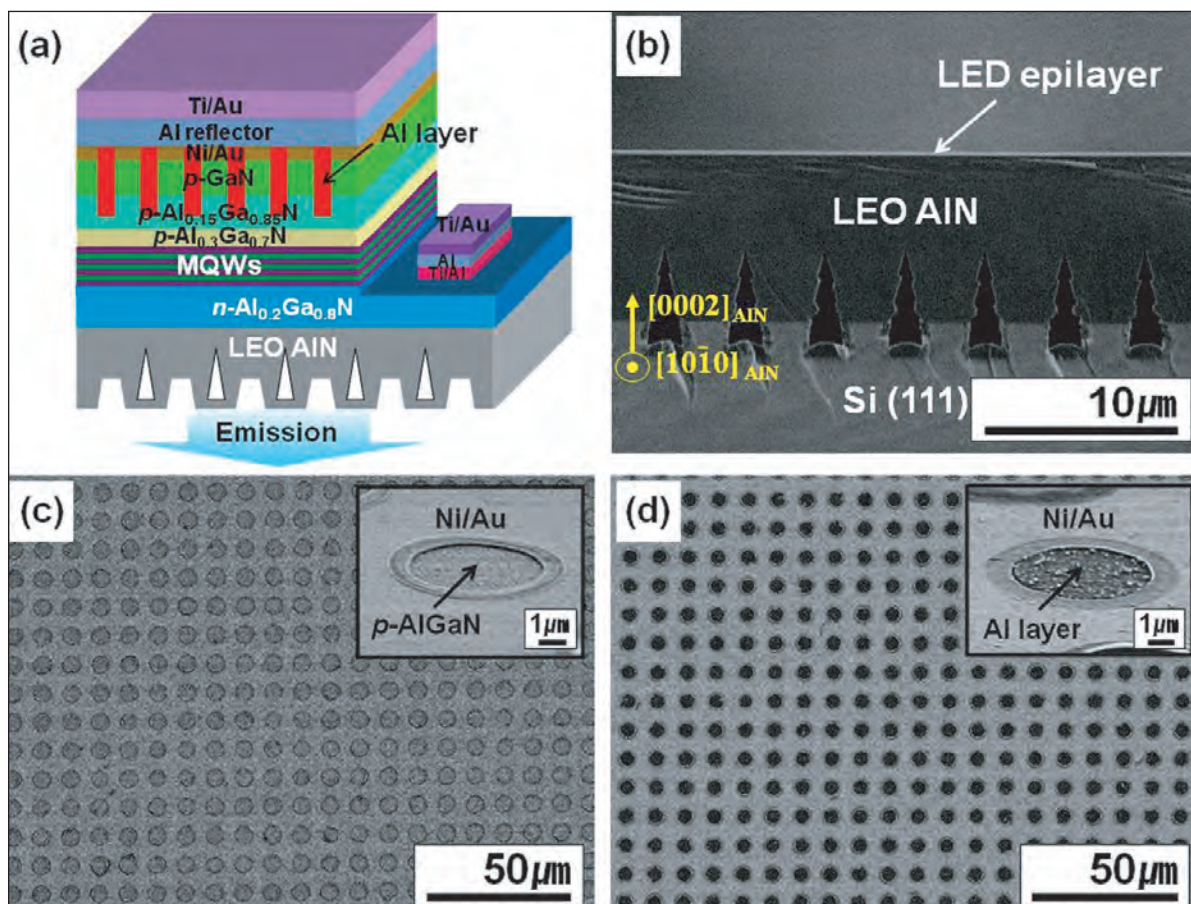 (a)
Ti/Au
Al reflector
Ni/Au
Al layer
p-GaN
p-Al0.15Ga0.85N
p-Al0.3Ga0.7N
MQWs
Ti/Au
Al
Ti/Al
n-Al0.2Ga0.8N
LEO AlN
Emission
(b)
LED epilayer
LEO AlN
[0002]AlN
[101̄0]AlN
Si (111)
10㎛
(c)
Ni/Au
p-AlGaN
1㎛
50㎛
(d)
Ni/Au
Al layer
1㎛
50㎛